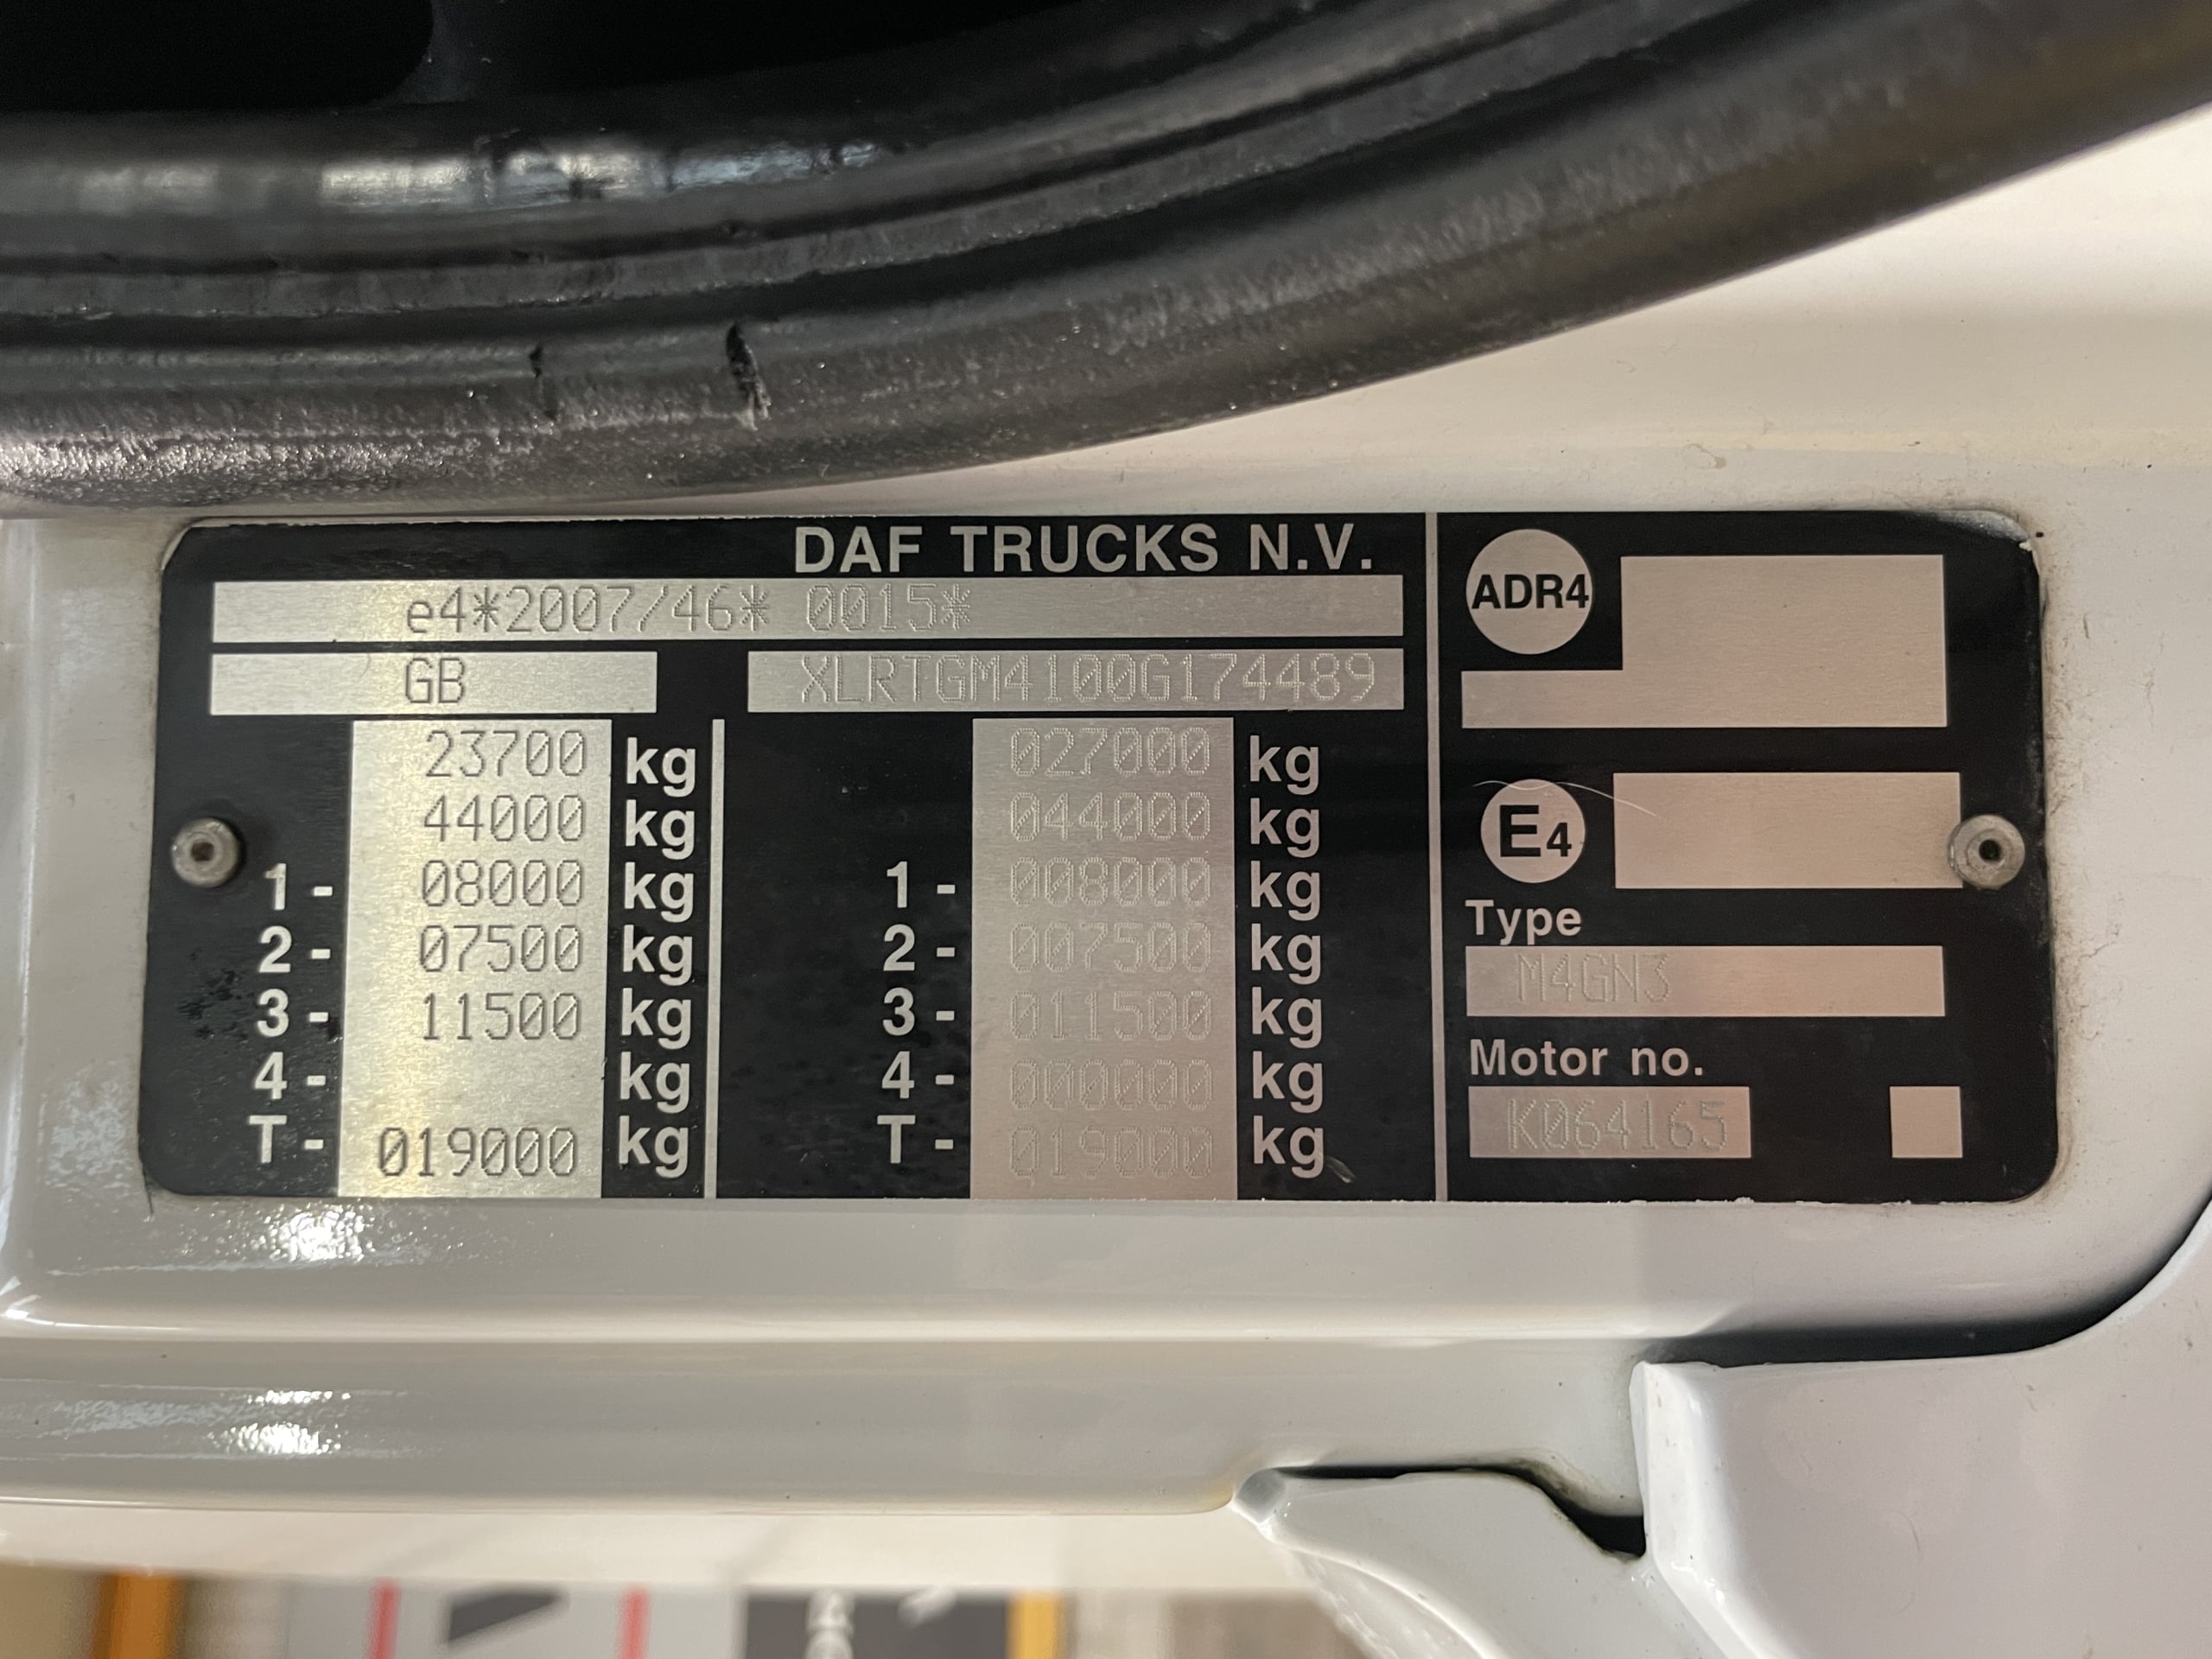 DAF TRUCKS N.V.
e4*2007/46* 0015*
GB XLRTGM4100G174489
23700 kg 027000 kg
44000 kg 044000 kg
1- 08000 kg 1- 008000 kg
2- 07500 kg 2- 007500 kg
3- 11500 kg 3- 011500 kg
4- kg 4- 000000 kg
T- 019000 kg T- 019000 kg
ADR4
E4
Type
M4GN3
Motor no.
K064165